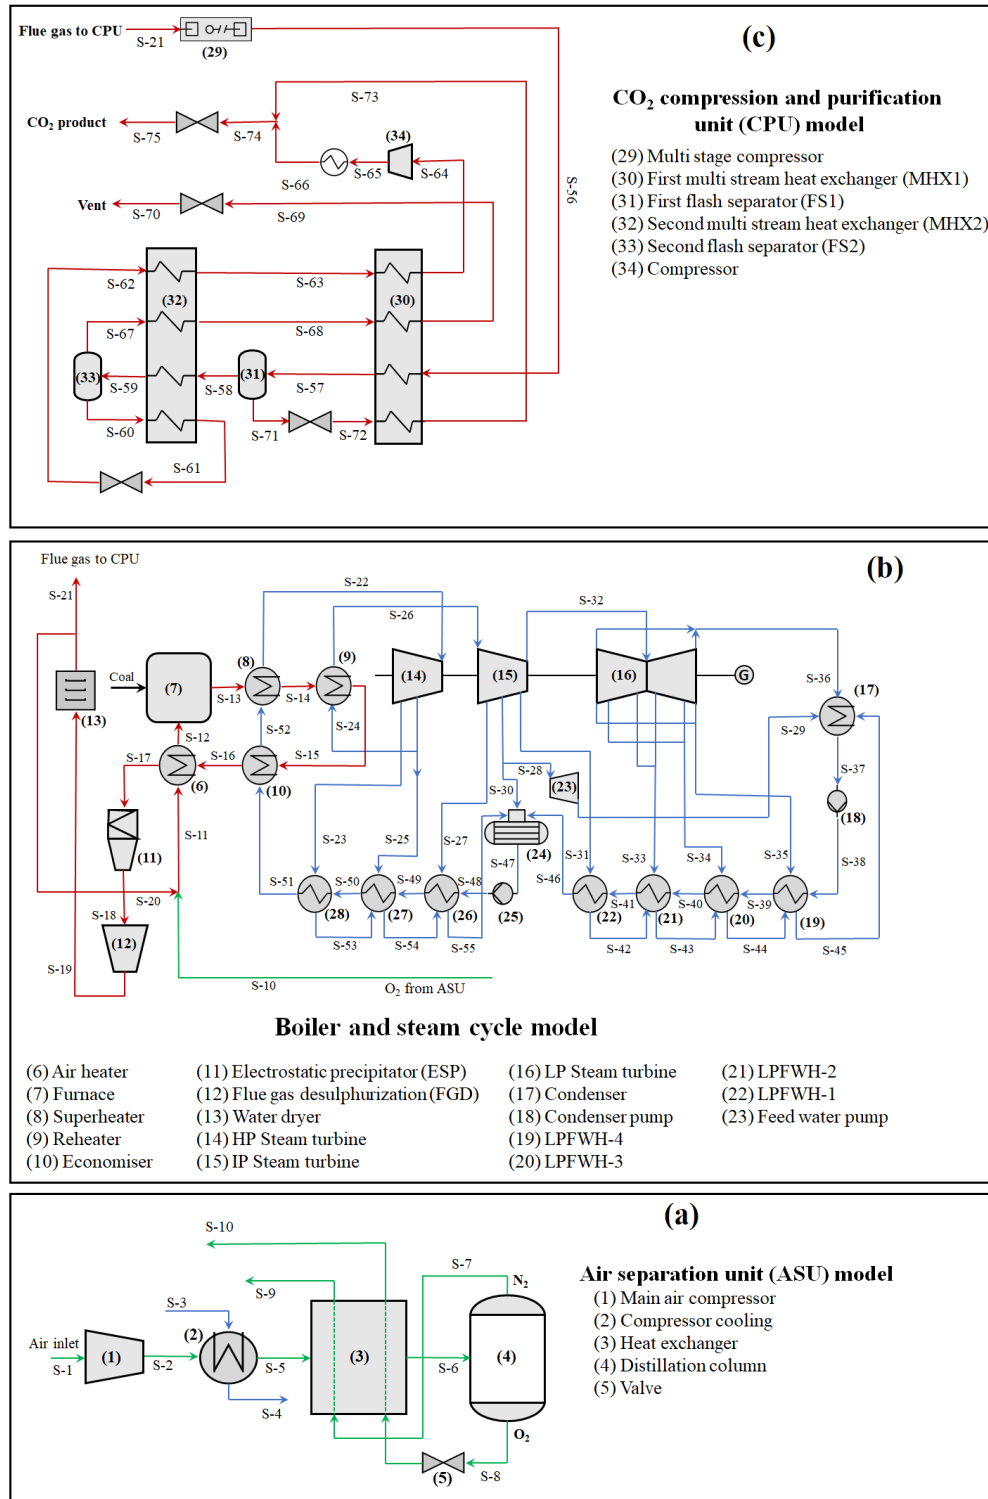 (c)
Flue gas to CPU
S-21
(29)
S-73
CO₂ compression and purification
unit (CPU) model
CO₂ product
S-75
S-74
(34)
S-66
S-65
S-64
(29) Multi stage compressor
(30) First multi stream heat exchanger (MHX1)
(31) First flash separator (FS1)
(32) Second multi stream heat exchanger (MHX2)
(33) Second flash separator (FS2)
(34) Compressor
S-56
Vent
S-70
S-69
S-62
S-63
(32)
(30)
S-67
S-68
(33)
S-59
S-58
(31)
S-57
S-60
S-71
S-72
S-61
(b)
Flue gas to CPU
S-21
S-22
S-26
S-32
(8)
(9)
Coal
(7)
S-13
S-14
(14)
(15)
(16)
G
S-36
(17)
(13)
S-12
S-24
S-29
S-17
S-16
S-52
S-15
(6)
(10)
S-28
(23)
S-37
S-30
(18)
S-11
(11)
S-23
S-25
S-27
(24)
S-47
S-31
S-33
S-34
S-35
S-38
S-20
S-51
S-50
S-49
S-48
S-46
S-41
S-40
S-39
(28)
(27)
(26)
(25)
(22)
(21)
(20)
(19)
S-18
(12)
S-53
S-54
S-55
S-42
S-43
S-44
S-45
S-19
S-10
O₂ from ASU
Boiler and steam cycle model
(6) Air heater
(7) Furnace
(8) Superheater
(9) Reheater
(10) Economiser
(11) Electrostatic precipitator (ESP)
(12) Flue gas desulphurization (FGD)
(13) Water dryer
(14) HP Steam turbine
(15) IP Steam turbine
(16) LP Steam turbine
(17) Condenser
(18) Condenser pump
(19) LPFWH-4
(20) LPFWH-3
(21) LPFWH-2
(22) LPFWH-1
(23) Feed water pump
(a)
S-10
S-7
S-9
N₂
Air separation unit (ASU) model
(1) Main air compressor
(2) Compressor cooling
(3) Heat exchanger
(4) Distillation column
(5) Valve
S-3
Air inlet
(2)
S-1
(1)
S-2
S-5
(3)
S-6
(4)
S-4
O₂
(5)
S-8